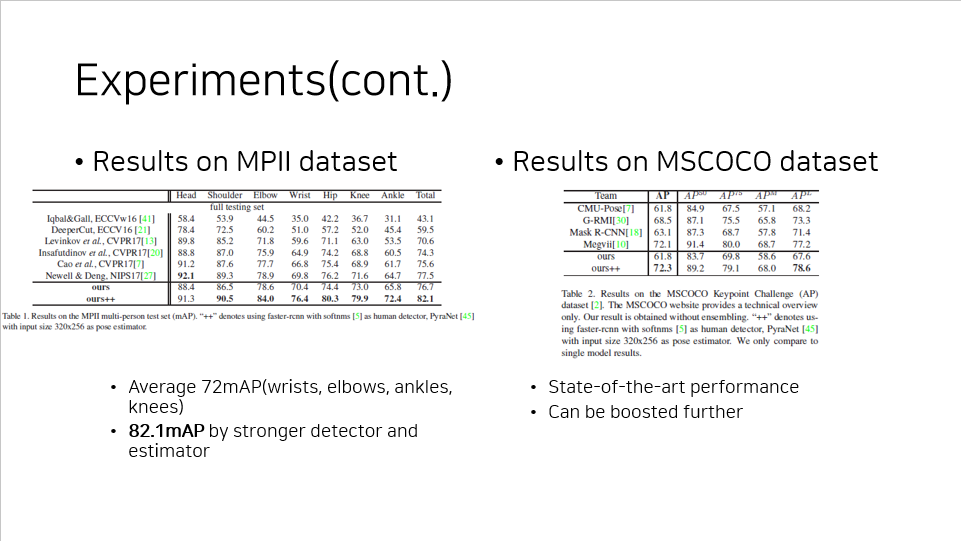 Experiments(cont.)
• Results on MPII dataset
Head Shoulder Elbow Wrist Hip Knee Ankle Total
full testing set
Iqbal&Gall, ECCVw16 [41] 58.4 53.9 44.5 35.0 42.2 36.7 31.1 43.1
DeeperCut, ECCV16 [21] 78.4 72.5 60.2 51.0 57.2 52.0 45.4 59.5
Levinkov et al., CVPR17[13] 89.8 85.2 71.8 59.6 71.1 63.0 53.5 70.6
Insafutdinov et al., CVPR17[20] 88.8 87.0 75.9 64.9 74.2 68.8 60.5 74.3
Cao et al., CVPR17[7] 91.2 87.6 77.7 66.8 75.4 68.9 61.7 75.6
Newell & Deng, NIPS17[27] 92.1 89.3 78.9 69.8 76.2 71.6 64.7 77.5
ours 88.4 86.5 78.6 70.4 74.4 73.0 65.8 76.7
ours++ 91.3 90.5 84.0 76.4 80.3 79.9 72.4 82.1
Table 1. Results on the MPII multi-person test set (mAP). "++" denotes using faster-rcnn with softnms [5] as human detector, PyraNet [45]
with input size 320x256 as pose estimator.
• Average 72mAP(wrists, elbows, ankles,
knees)
• 82.1mAP by stronger detector and
estimator
• Results on MSCOCO dataset
Team AP AP50 AP75 APM APL
CMU-Pose[7] 61.8 84.9 67.5 57.1 68.2
G-RMI[30] 68.5 87.1 75.5 65.8 73.3
Mask R-CNN[18] 63.1 87.3 68.7 57.8 71.4
Megvii[10] 72.1 91.4 80.0 68.7 77.2
ours 61.8 83.7 69.8 58.6 67.6
ours++ 72.3 89.2 79.1 68.0 78.6
Table 2. Results on the MSCOCO Keypoint Challenge (AP)
dataset [2]. The MSCOCO website provides a technical overview
only. Our result is obtained without ensembling. "++" denotes us-
ing faster-rcnn with softnms [5] as human detector, PyraNet [45]
with input size 320x256 as pose estimator. We only compare to
single model results.
• State-of-the-art performance
• Can be boosted further